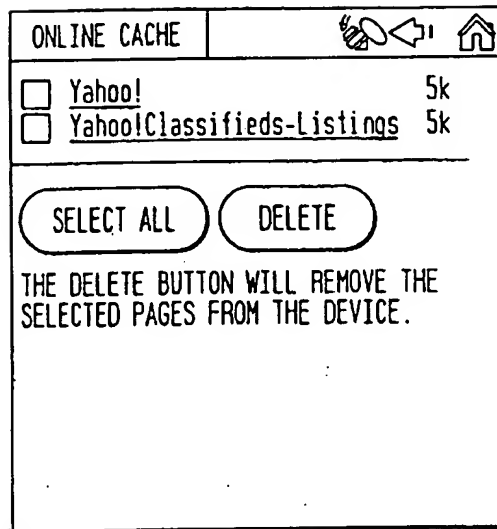 ONLINE CACHE
Yahoo! 5k
Yahoo!Classifieds-Listings 5k
SELECT ALL DELETE
THE DELETE BUTTON WILL REMOVE THE
SELECTED PAGES FROM THE DEVICE.